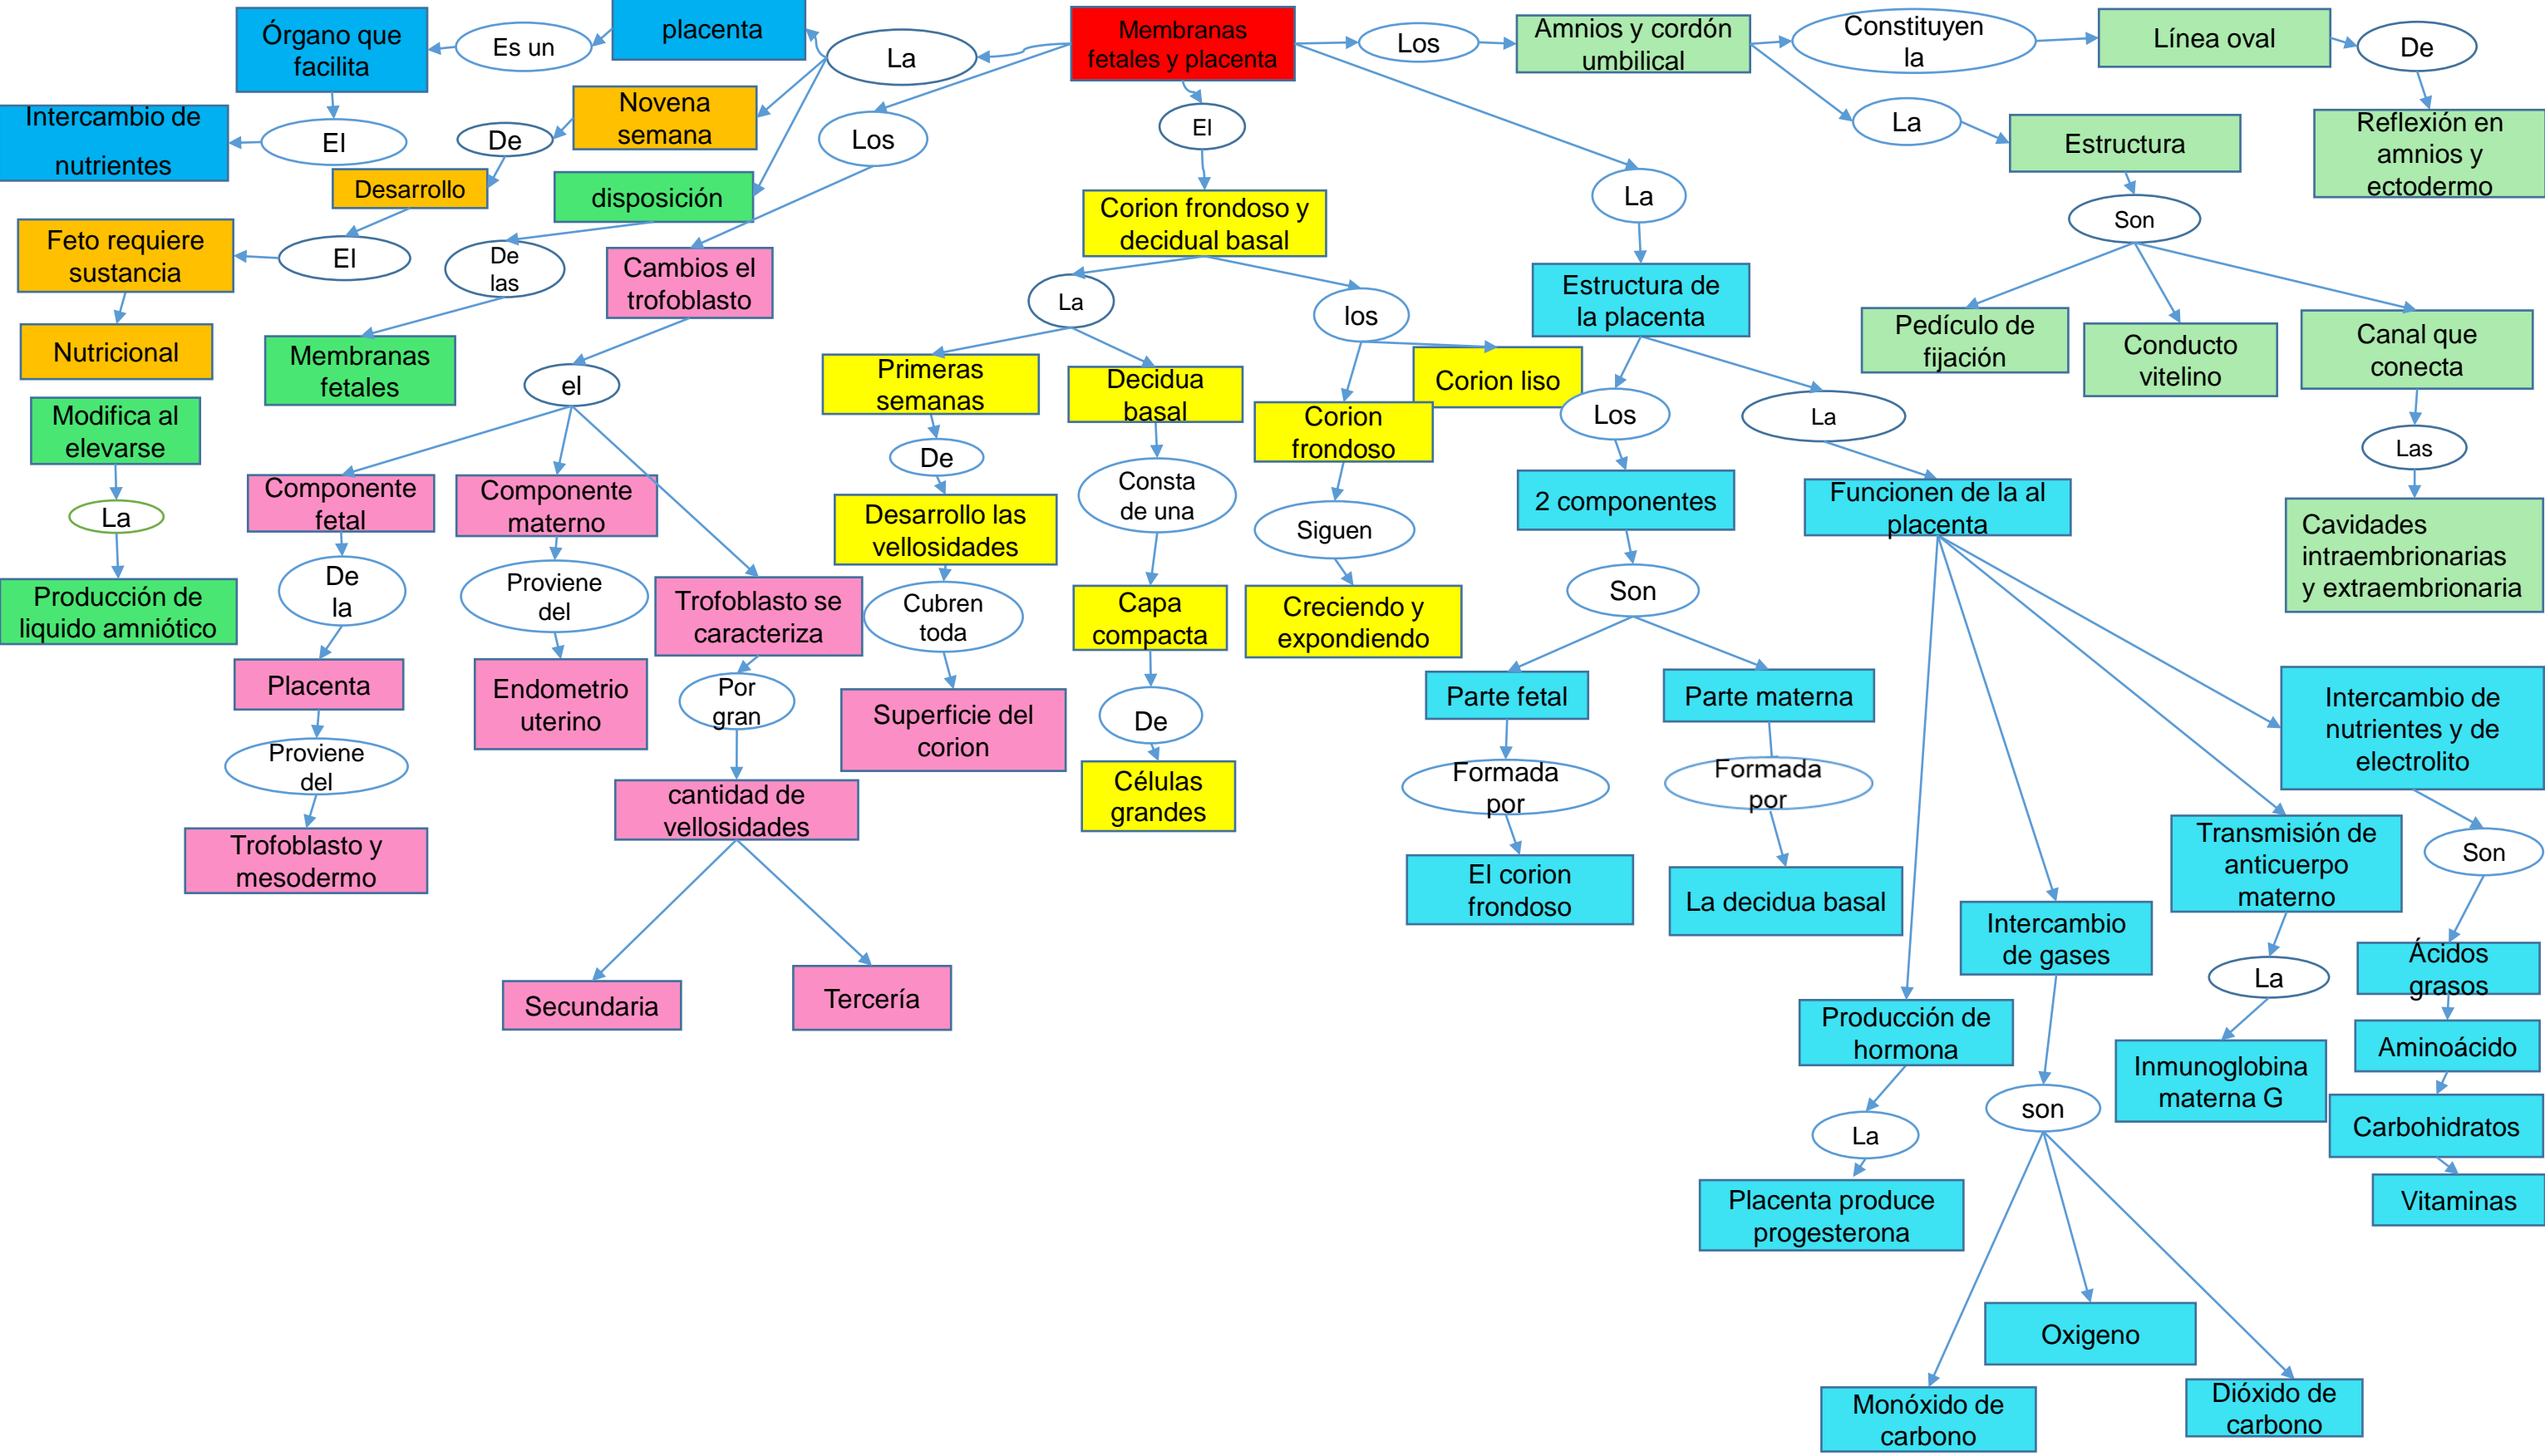 Membranas
fetales y placenta
La
placenta
Es un
Órgano que
facilita
El
Intercambio de
nutrientes
Novena
semana
De
Desarrollo
El
Feto requiere
sustancia
Nutricional
disposición
De
las
Membranas
fetales
Modifica al
elevarse
La
Producción de
liquido amniótico
Los
Cambios el
trofoblasto
el
Componente
fetal
De
la
Placenta
Proviene
del
Trofoblasto y
mesodermo
Componente
materno
Proviene
del
Endometrio
uterino
Trofoblasto se
caracteriza
Por
gran
cantidad de
vellosidades
Secundaria
Tercería
El
Corion frondoso y
decidual basal
La
Primeras
semanas
De
Desarrollo las
vellosidades
Cubren
toda
Superficie del
corion
Decidua
basal
Consta
de una
Capa
compacta
De
Células
grandes
los
Corion liso
Corion
frondoso
Siguen
Creciendo y
expondiendo
La
Estructura de
la placenta
Los
2 componentes
Son
Parte fetal
Formada
por
El corion
frondoso
Parte materna
Formada
por
La decidua basal
La
Funcionen de la al
placenta
Producción de
hormona
La
Placenta produce
progesterona
Intercambio
de gases
son
Monóxido de
carbono
Oxigeno
Dióxido de
carbono
Transmisión de
anticuerpo
materno
La
Inmunoglobina
materna G
Intercambio de
nutrientes y de
electrolito
Son
Ácidos
grasos
Aminoácido
Carbohidratos
Vitaminas
Los
Amnios y cordón
umbilical
Constituyen
la
Línea oval
De
Reflexión en
amnios y
ectodermo
La
Estructura
Son
Pedículo de
fijación
Conducto
vitelino
Canal que
conecta
Las
Cavidades
intraembrionarias
y extraembrionaria